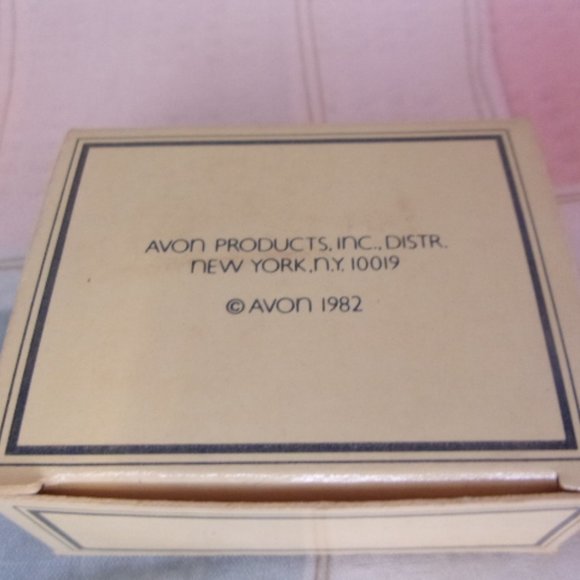 AVON PRODUCTS, INC., DISTR.
NEW YORK, N.Y. 10019
© AVON 1982